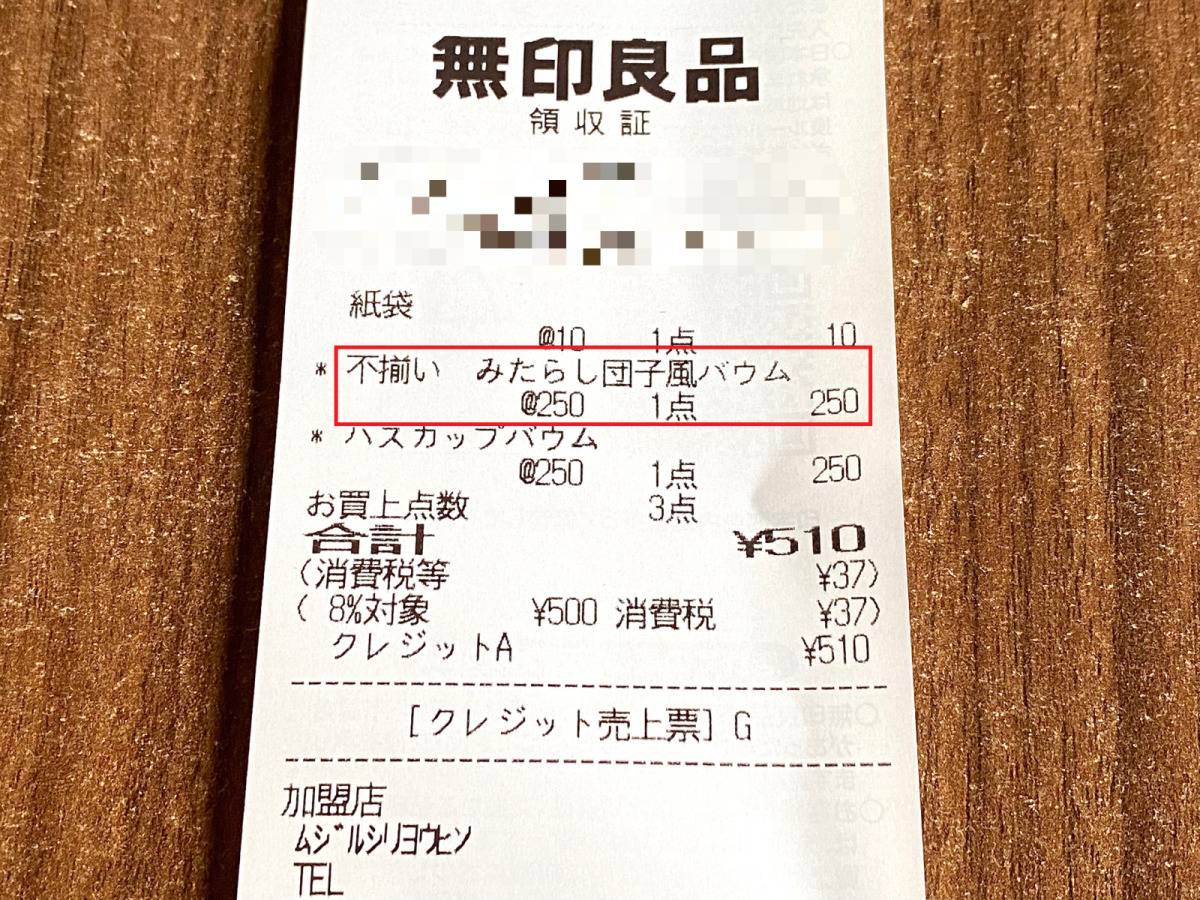 無印良品
領収証
紙袋
@10 1点 10
* 不揃い みたらし団子風バウム
@250 1点 250
* ハスカップバウム
@250 1点 250
お買上点数 3点
合計 ¥510
(消費税等 ¥37)
( 8%対象 ¥500 消費税 ¥37)
クレジットA ¥510
[クレジット売上票] G
加盟店
ムジルシリヨウヒン
TEL